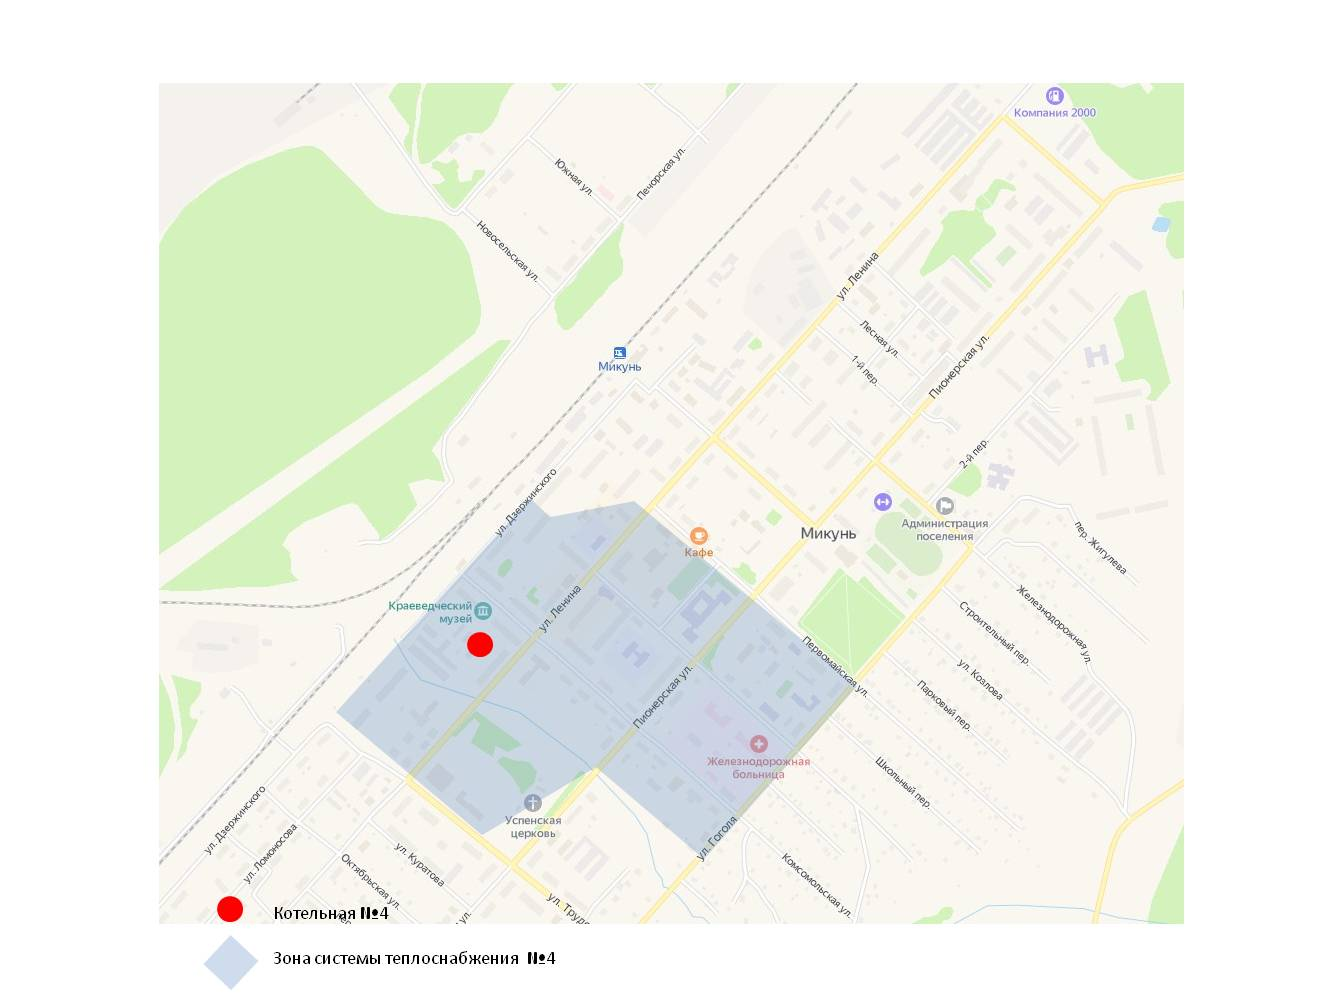 Компания 2000
Южная ул.
Печорская ул.
Новосельская ул.
ул. Ленина
Лесная ул.
1-й пер.
Пионерская ул.
Микунь
2-й пер.
ул. Дзержинского
Администрация
поселения
Микунь
Кафе
пер. Жигулева
Железнодорожная ул.
Строительный пер.
ул. Козлова
Парковый пер.
Краеведческий
музей
ул. Ленина
Первомайская ул.
Пионерская ул.
Железнодорожная
больница
Школьный пер.
Успенская
церковь
ул. Гоголя
ул. Дзержинского
ул. Ломоносова
Октябрьская ул.
ул. Куратова
Комсомольская ул.
Котельная №4
Зона системы теплоснабжения №4